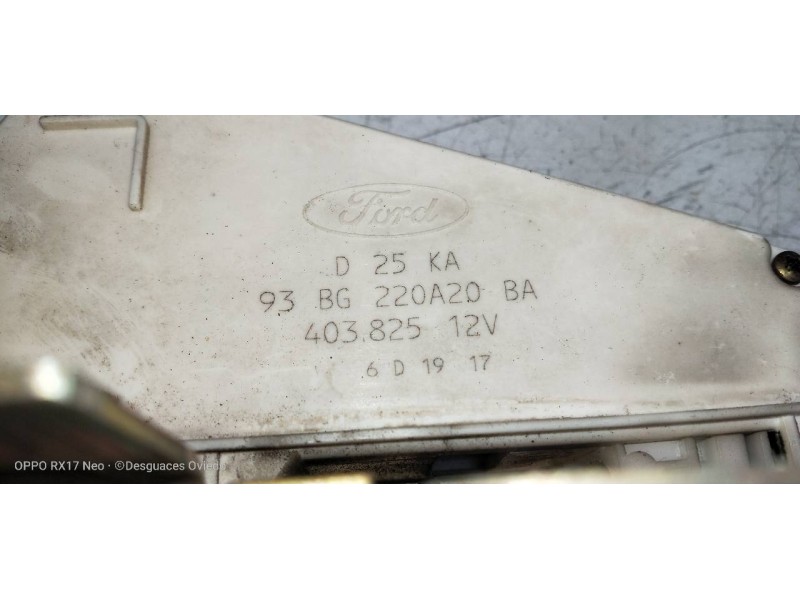 Ford
D 25 KA
93 BG 220A20 BA
403.825 12V
6 D 19 17
OPPO RX17 Neo · ©Desguaces Oviedo